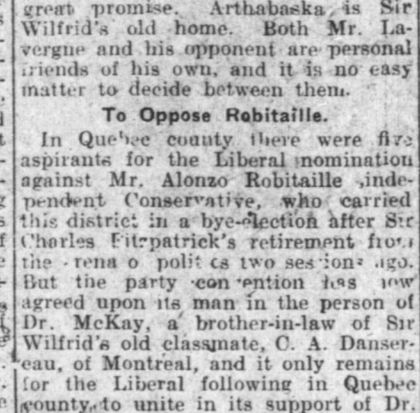 great promise. Arthabaska is Sir
Wilfrid's old home. Both Mr. La-
vergne and his opponent are personal
friends of his own, and it is no easy
matter to decide between them.
To Oppose Robitaille.
In Quebec county there were five
aspirants for the Liberal nomination
against Mr. Alonzo Robitaille ,inde-
pendent Conservative, who carried
this district in a bye-election after Sir
Charles Fitzpatrick's retirement from
the arena of politics two sessions ago.
But the party convention has now
agreed upon its man in the person of
Dr. McKay, a brother-in-law of Sir
Wilfrid's old classmate, C. A. Danser-
eau, of Montreal, and it only remains
for the Liberal following in Quebec
county, to unite in its support of Dr.